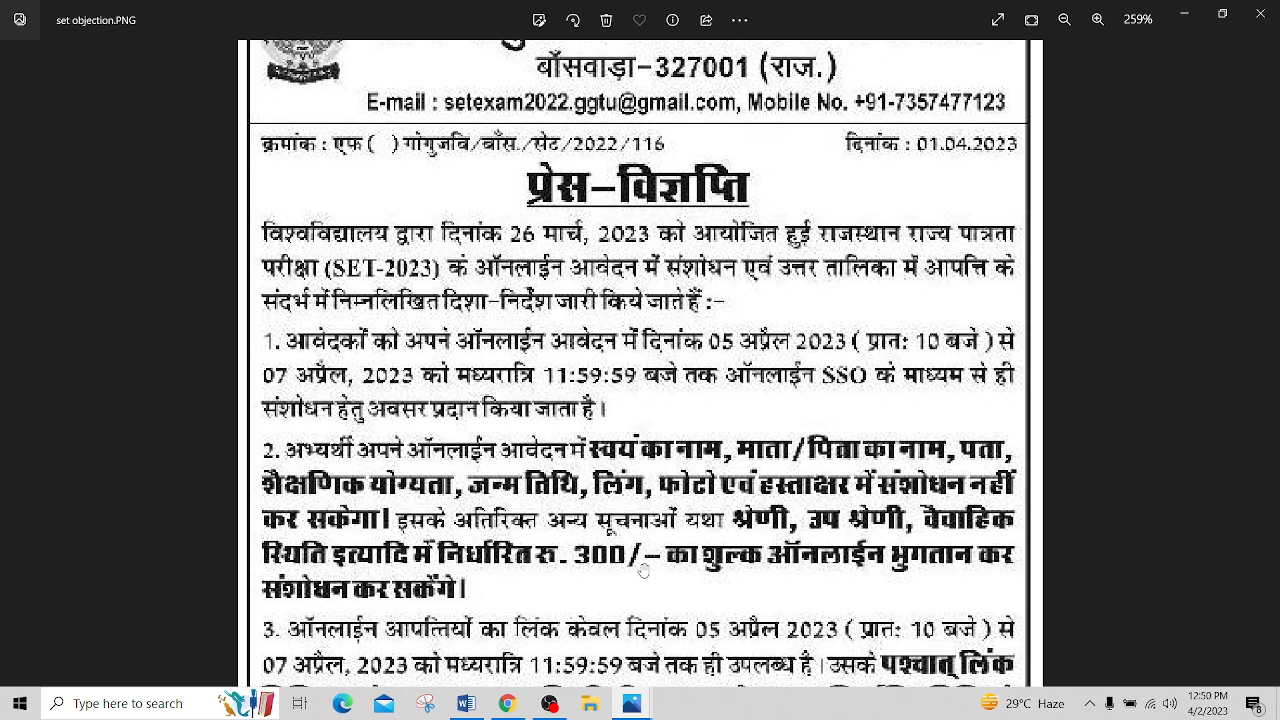 set objection.PNG
259%
बाँसवाड़ा-327001 (राज.)
E-mail : setexam2022.ggtu@gmail.com, Mobile No. +91-7357477123
क्रमांक : एफ ( ) गोगुजवि/बाँस./सेट/2022/116 दिनांक : 01.04.2023
प्रेस-विज्ञप्ति
विश्वविद्यालय द्वारा दिनांक 26 मार्च, 2023 को आयोजित हुई राजस्थान राज्य पात्रता
परीक्षा (SET-2023) के ऑनलाईन आवेदन में संशोधन एवं उत्तर तालिका में आपत्ति के
संदर्भ में निम्नलिखित दिशा-निर्देश जारी किये जाते हैं :-
1. आवेदकों को अपने ऑनलाईन आवेदन में दिनांक 05 अप्रैल 2023 ( प्रातः 10 बजे ) से
07 अप्रैल, 2023 को मध्यरात्रि 11:59:59 बजे तक ऑनलाईन SSO के माध्यम से ही
संशोधन हेतु अवसर प्रदान किया जाता है।
2. अभ्यर्थी अपने ऑनलाईन आवेदन में स्वयं का नाम, माता/पिता का नाम, पता,
शैक्षणिक योग्यता, जन्म तिथि, लिंग, फोटो एवं हस्ताक्षर में संशोधन नहीं
कर सकेगा। इसके अतिरिक्त अन्य सूचनाओं यथा श्रेणी, उप श्रेणी, वैवाहिक
स्थिति इत्यादि में निर्धारित रु. 300/- का शुल्क ऑनलाईन भुगतान कर
संशोधन कर सकेंगे।
3. ऑनलाईन आपत्तियों का लिंक केवल दिनांक 05 अप्रैल 2023 ( प्रातः 10 बजे ) से
07 अप्रैल, 2023 को मध्यरात्रि 11:59:59 बजे तक ही उपलब्ध है। उसके पश्चात् लिंक
Type here to search
29°C Haze
12:50 PM
4/2/2023
8